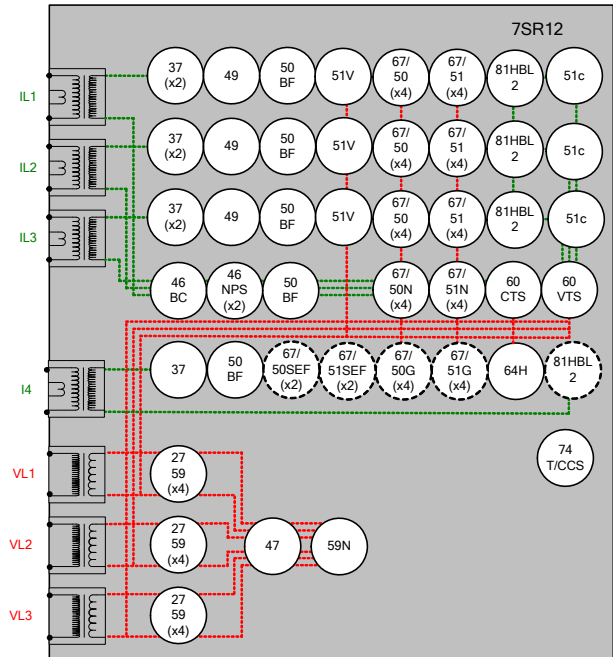 7SR12
IL1
37
(x2)
49
50
BF
51V
67/
50
(x4)
67/
51
(x4)
81HBL
2
51c
IL2
37
(x2)
49
50
BF
51V
67/
50
(x4)
67/
51
(x4)
81HBL
2
51c
IL3
37
(x2)
49
50
BF
51V
67/
50
(x4)
67/
51
(x4)
81HBL
2
51c
46
BC
46
NPS
(x2)
50
BF
67/
50N
(x4)
67/
51N
(x4)
60
CTS
60
VTS
I4
37
50
BF
67/
50SEF
(x2)
67/
51SEF
(x2)
67/
50G
(x4)
67/
51G
(x4)
64H
81HBL
2
74
T/CCS
VL1
27
59
(x4)
VL2
27
59
(x4)
47
59N
VL3
27
59
(x4)